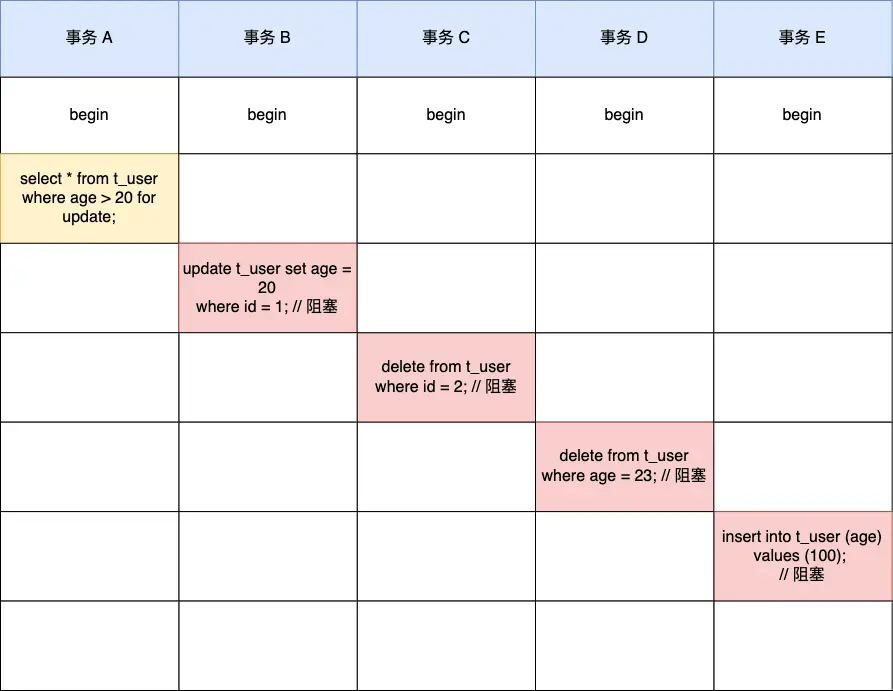 事务 A
事务 B
事务 C
事务 D
事务 E
begin
begin
begin
begin
begin
select * from t_user
where age > 20 for
update;
update t_user set age =
20
where id = 1; // 阻塞
delete from t_user
where id = 2; // 阻塞
delete from t_user
where age = 23; // 阻塞
insert into t_user (age)
values (100);
// 阻塞